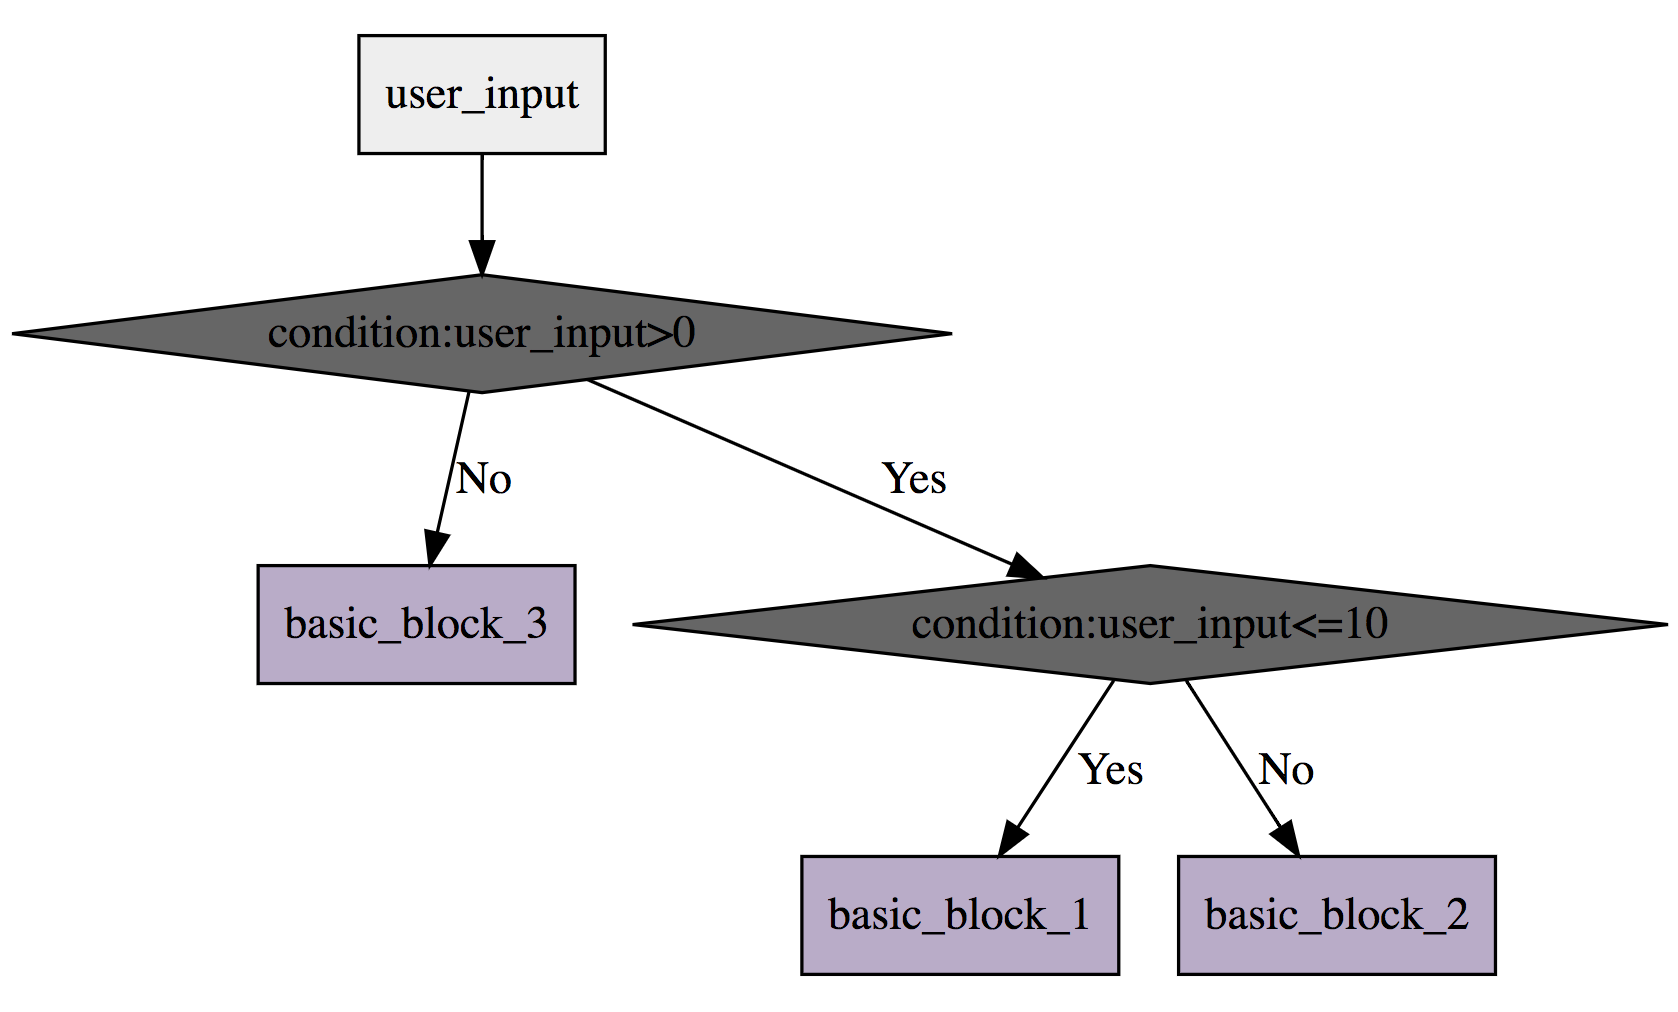 user_input
condition:user_input>0
No
Yes
basic_block_3
condition:user_input<=10
Yes
No
basic_block_1
basic_block_2